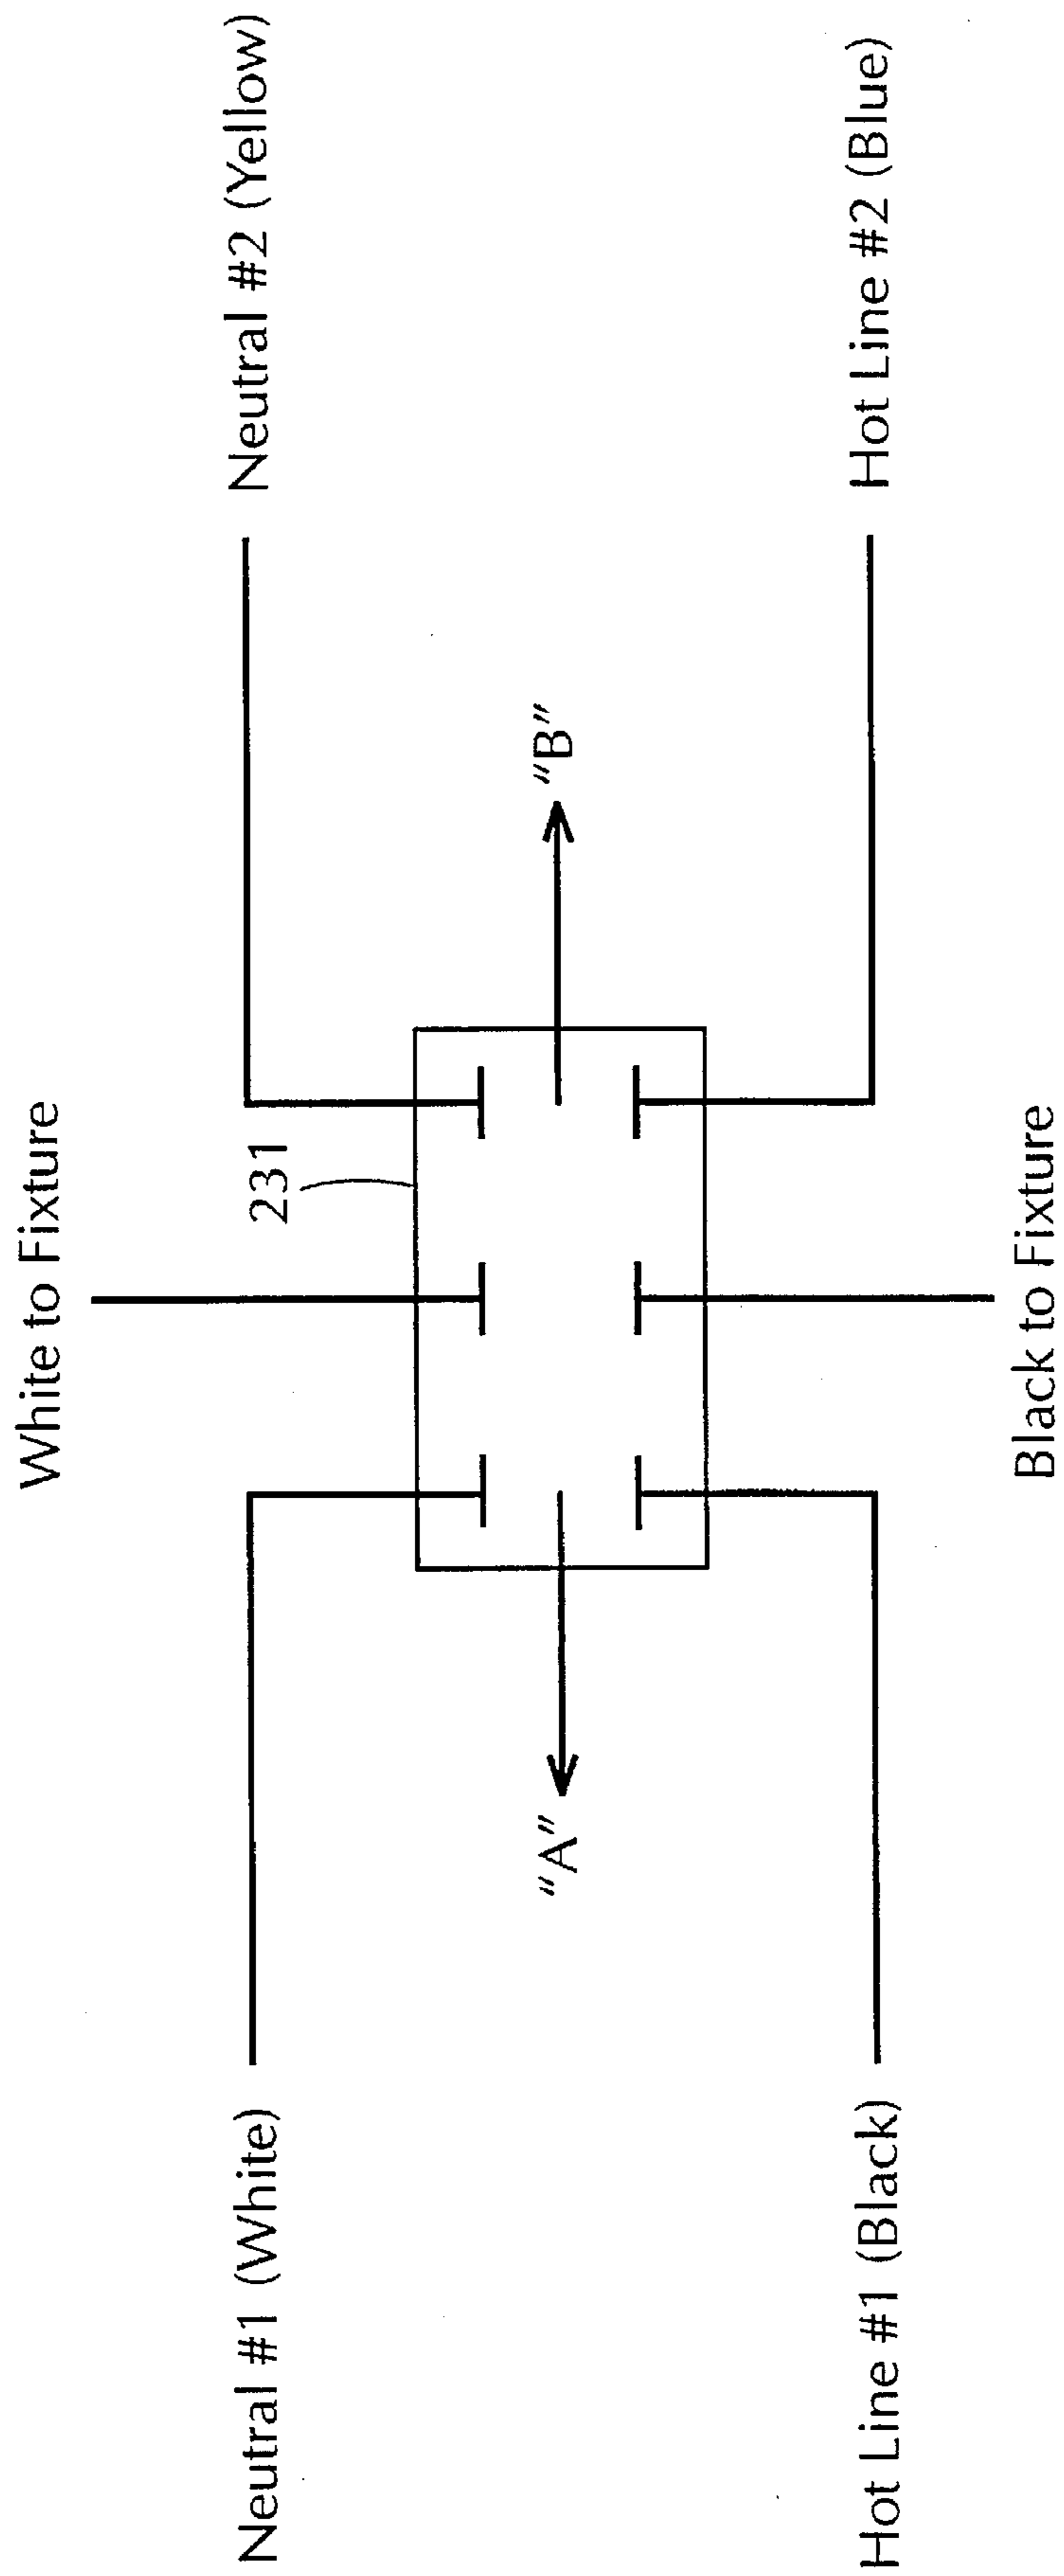 White to Fixture
Neutral #1 (White)
Neutral #2 (Yellow)
231
"A"
"B"
Hot Line #1 (Black)
Hot Line #2 (Blue)
Black to Fixture